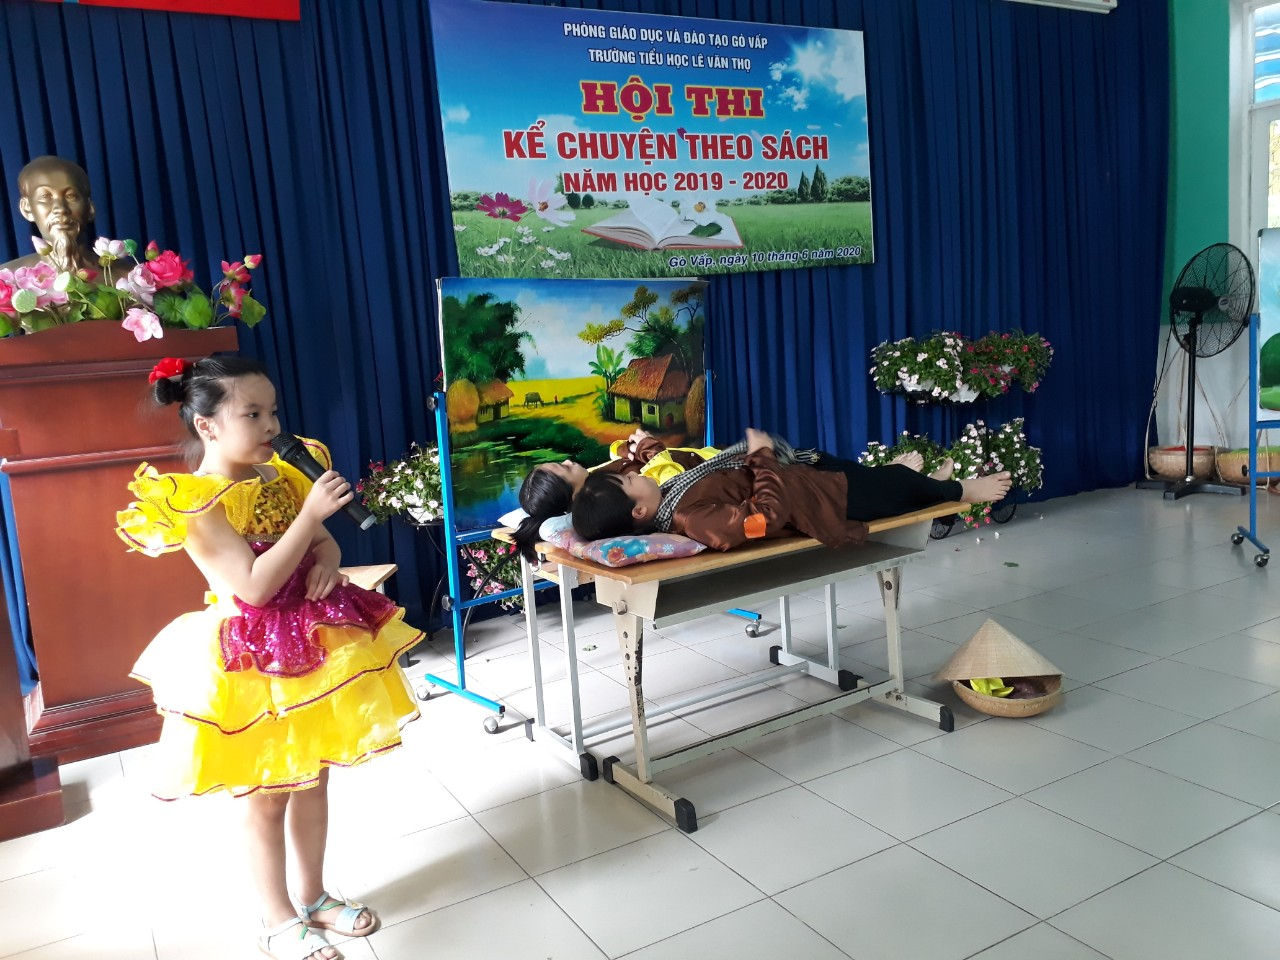 PHÒNG GIÁO DỤC VÀ ĐÀO TẠO GÒ VẤP
TRƯỜNG TIỂU HỌC LÊ VĂN THỌ
HỘI THI
KỂ CHUYỆN THEO SÁCH
NĂM HỌC 2019 - 2020
Gò Vấp, ngày 10 tháng 6 năm 2020